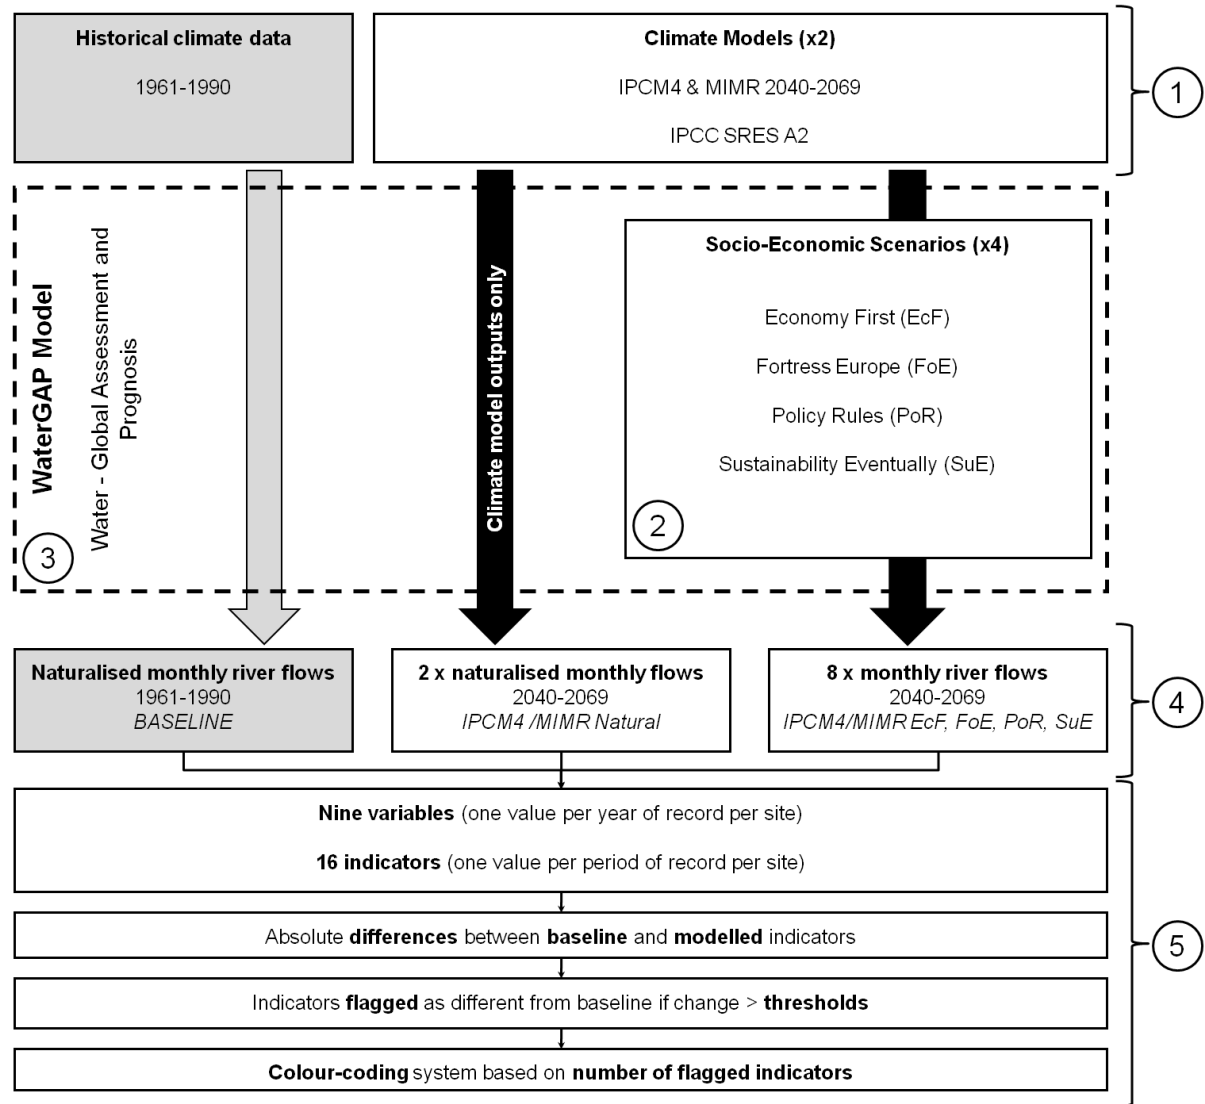 Historical climate data
1961-1990
Climate Models (x2)
IPCM4 & MIMR 2040-2069
IPCC SRES A2
1
WaterGAP Model
Water - Global Assessment and
Prognosis
3
Climate model outputs only
Socio-Economic Scenarios (x4)
Economy First (EcF)
Fortress Europe (FoE)
Policy Rules (PoR)
Sustainability Eventually (SuE)
2
Naturalised monthly river flows
1961-1990
BASELINE
2 x naturalised monthly flows
2040-2069
IPCM4 /MIMR Natural
8 x monthly river flows
2040-2069
IPCM4/MIMR EcF, FoE, PoR, SuE
4
Nine variables (one value per year of record per site)
16 indicators (one value per period of record per site)
Absolute differences between baseline and modelled indicators
5
Indicators flagged as different from baseline if change > thresholds
Colour-coding system based on number of flagged indicators